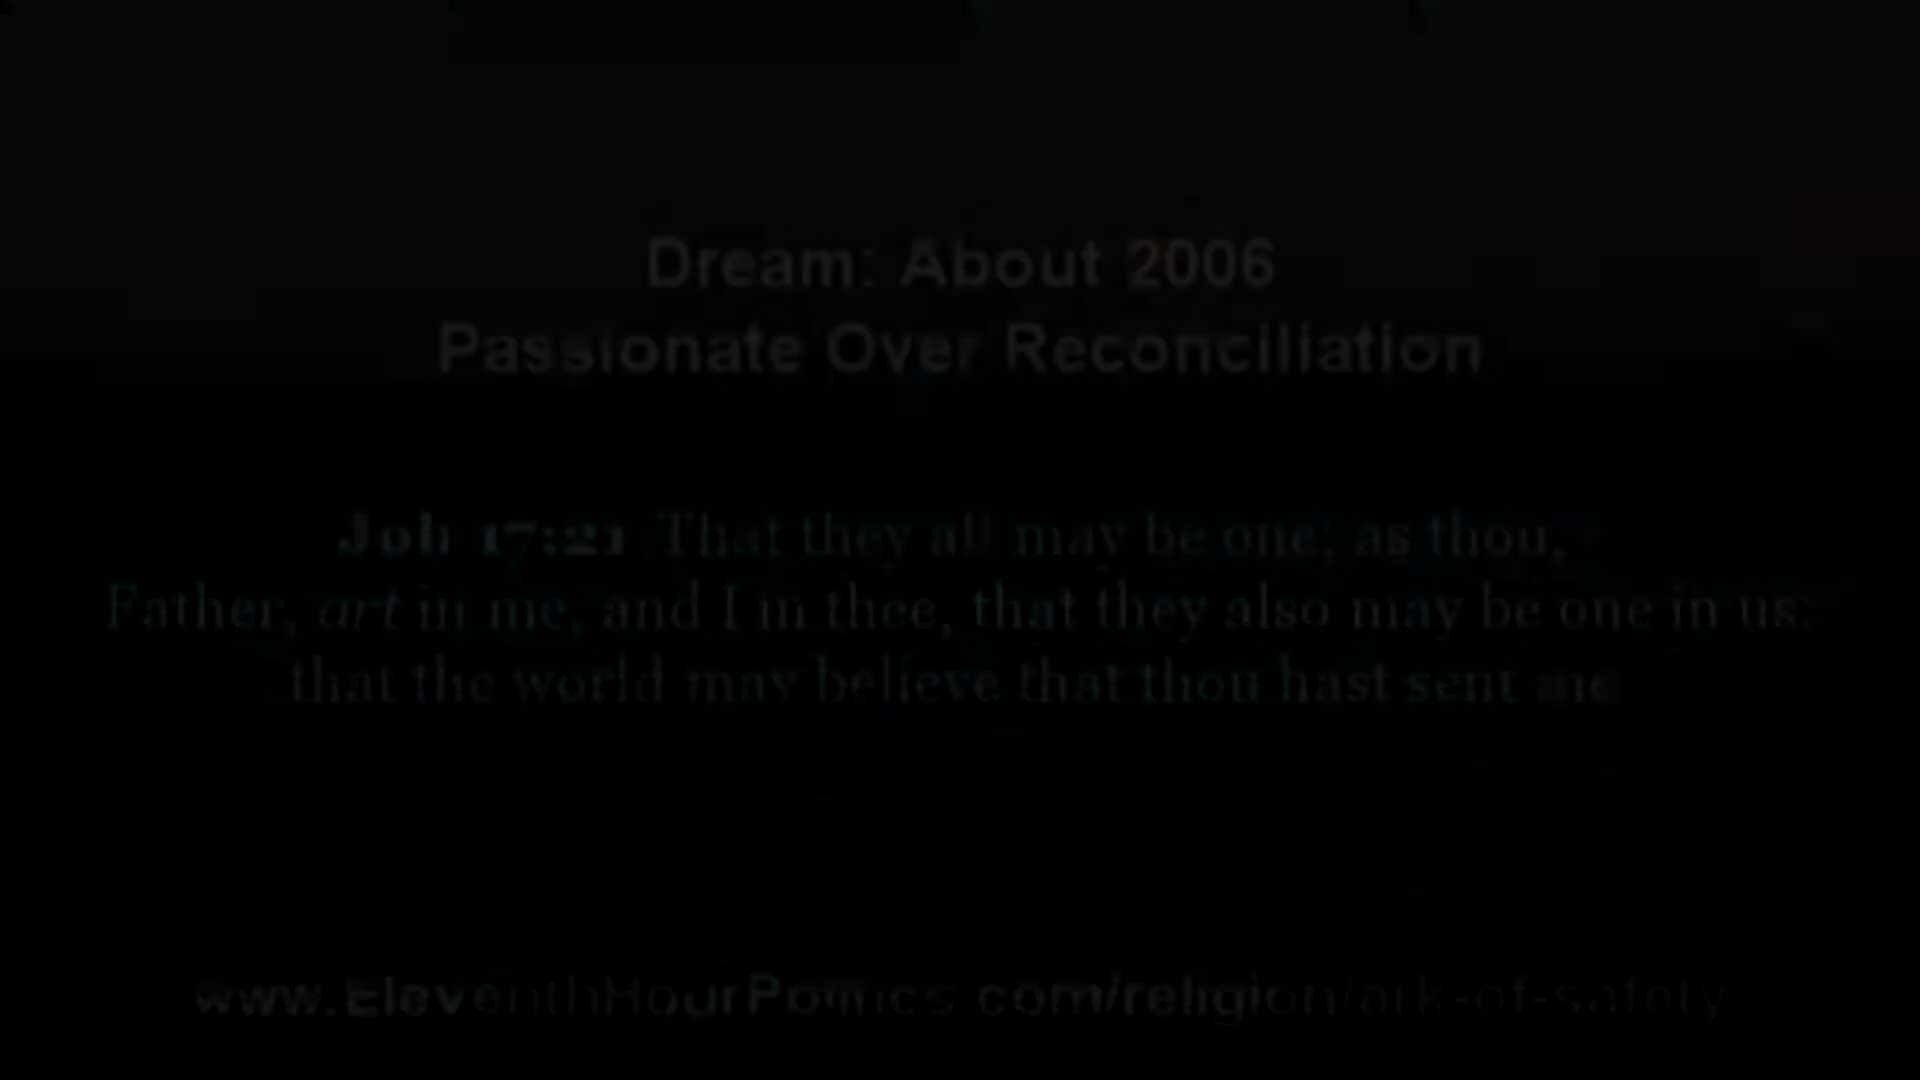 Dream: About 2006
Passionate Over Reconciliation
Joh 17:21 That they all may be one; as thou,
Father, art in me, and I in thee, that they also may be one in us:
that the world may believe that thou hast sent me
www.EleventhHourPolitics.com/religion/ark-of-safety